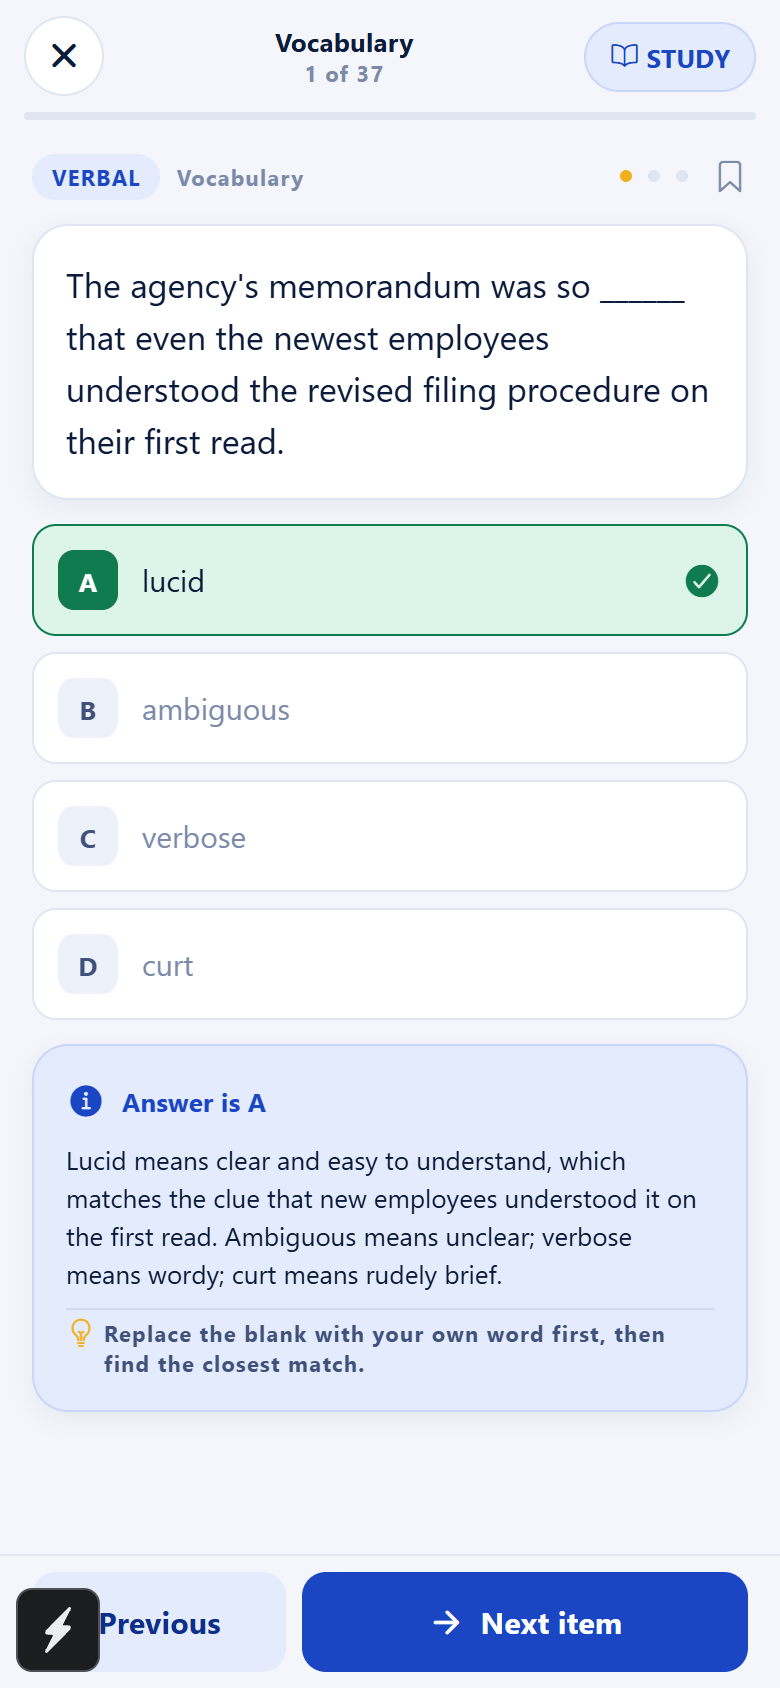 Vocabulary
1 of 37
STUDY
VERBAL
Vocabulary
The agency's memorandum was so ______
that even the newest employees
understood the revised filing procedure on
their first read.
A
lucid
B
ambiguous
C
verbose
D
curt
Answer is A
Lucid means clear and easy to understand, which
matches the clue that new employees understood it on
the first read. Ambiguous means unclear; verbose
means wordy; curt means rudely brief.
Replace the blank with your own word first, then
find the closest match.
Previous
Next item